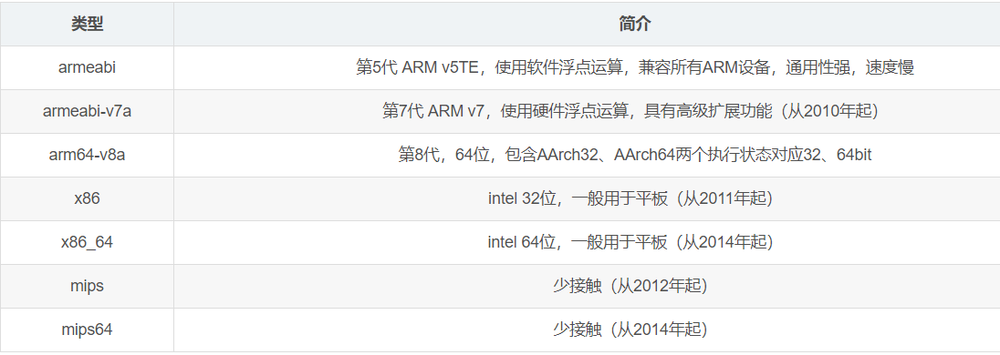 类型 简介
armeabi 第5代 ARM v5TE，使用软件浮点运算，兼容所有ARM设备，通用性强，速度慢
armeabi-v7a 第7代 ARM v7，使用硬件浮点运算，具有高级扩展功能（从2010年起）
arm64-v8a 第8代，64位，包含AArch32、AArch64两个执行状态对应32、64bit
x86 intel 32位，一般用于平板（从2011年起）
x86_64 intel 64位，一般用于平板（从2014年起）
mips 少接触（从2012年起）
mips64 少接触（从2014年起）